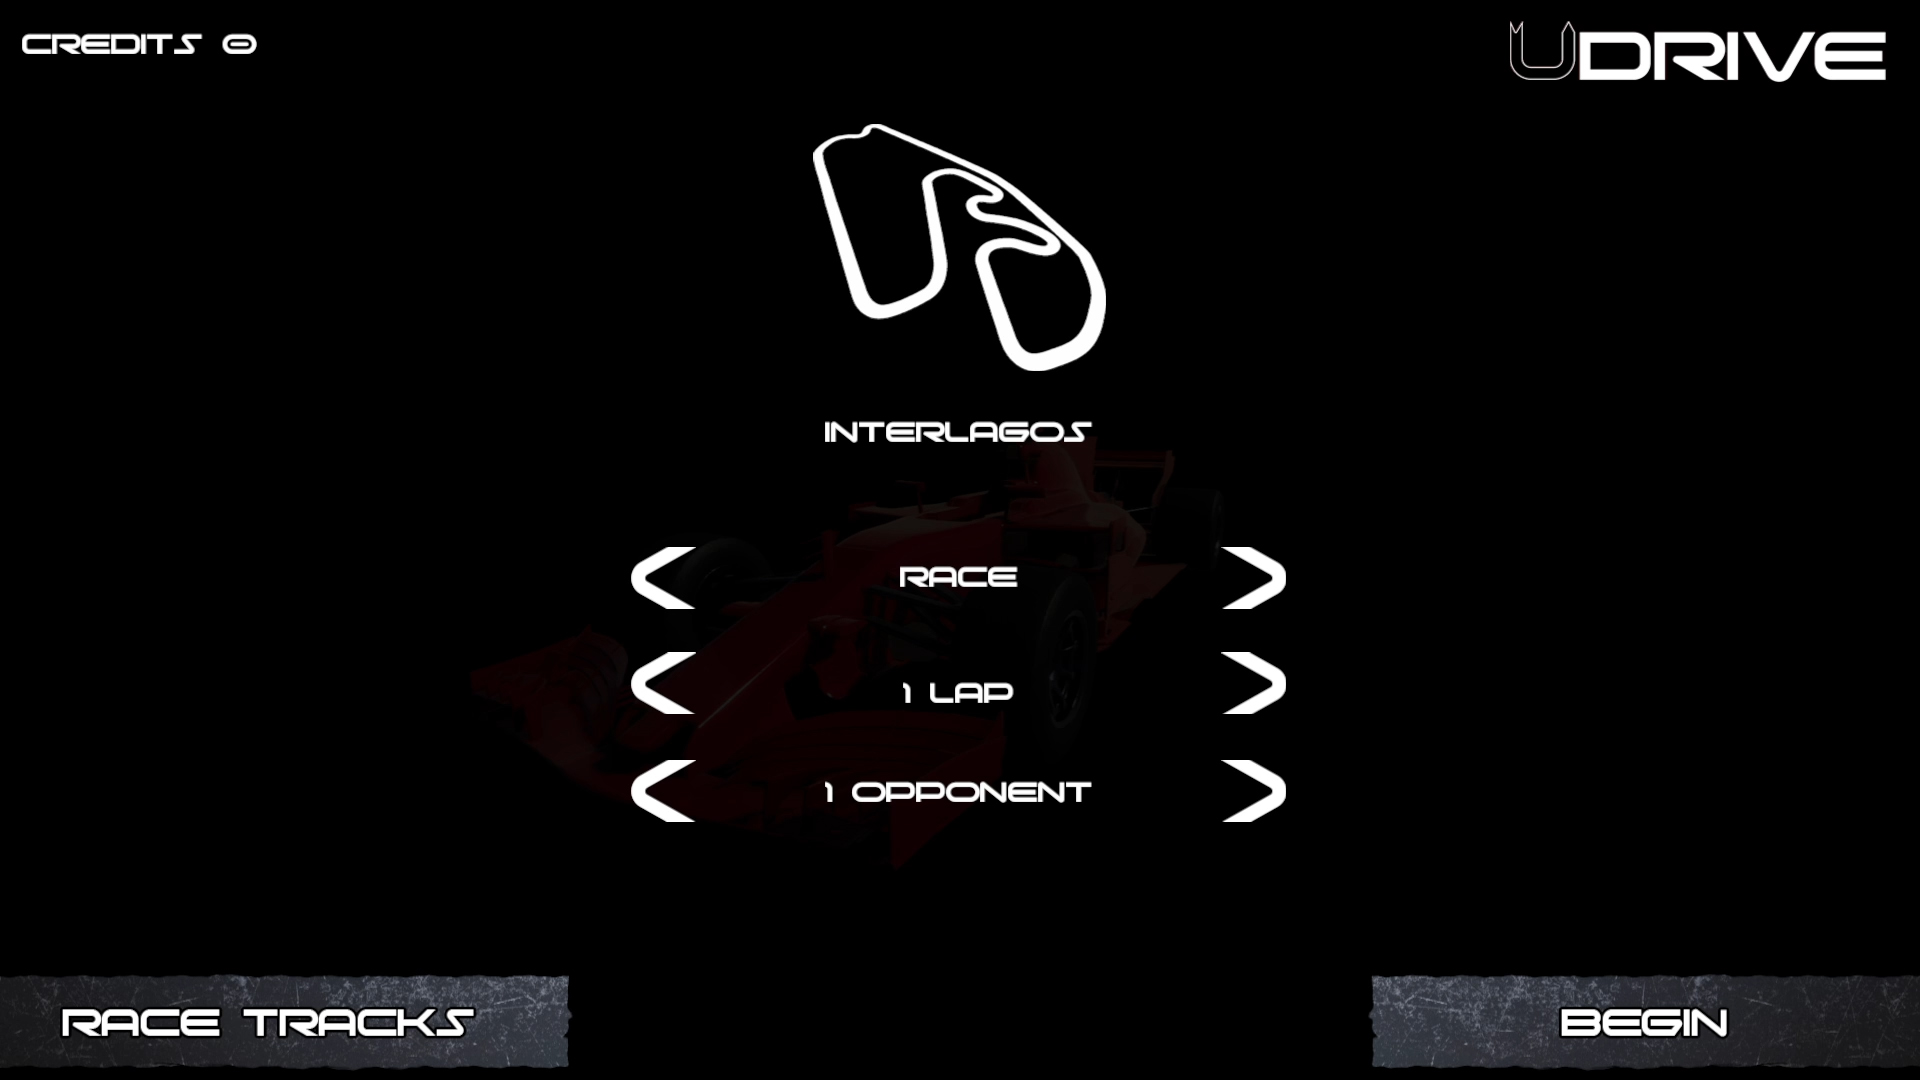 CREDITS 0
UDRIVE
INTERLAGOS
RACE
1 LAP
1 OPPONENT
RACE TRACKS
BEGIN